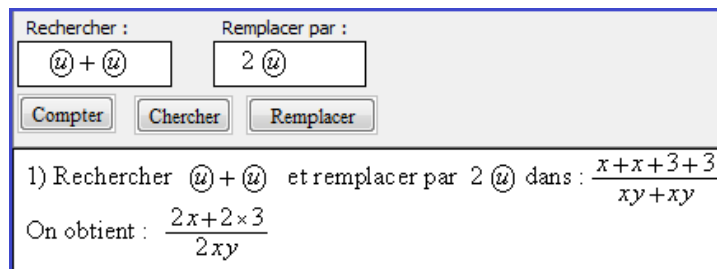 Rechercher : Remplacer par :
ⓤ + ⓤ 2 ⓤ
Compter Chercher Remplacer
1) Rechercher ⓤ + ⓤ et remplacer par 2 ⓤ dans : (x+x+3+3)/(xy+xy)
On obtient : (2x+2×3)/(2xy)